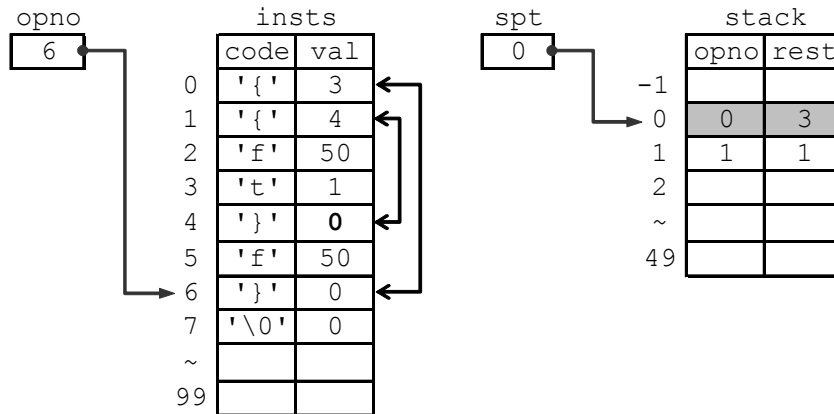 opno insts spt stack
6 code val 0 opno rest
0 '{' 3 -1
1 '{' 4 0 0 3
2 'f' 50 1 1 1
3 't' 1 2
4 '}' 0 ~
5 'f' 50 49
6 '}' 0
7 '\0' 0
~
99